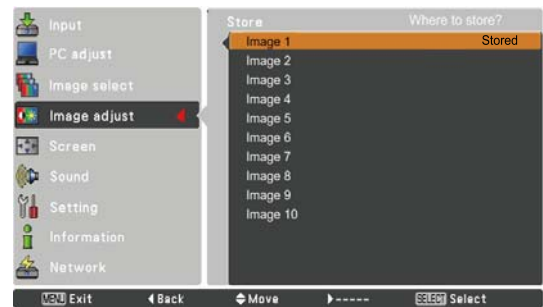 Input
PC adjust
Image select
Image adjust
Screen
Sound
Setting
Information
Network
Store Where to store?
Image 1 Stored
Image 2
Image 3
Image 4
Image 5
Image 6
Image 7
Image 8
Image 9
Image 10
MENU Exit Back Move ----- SELECT Select